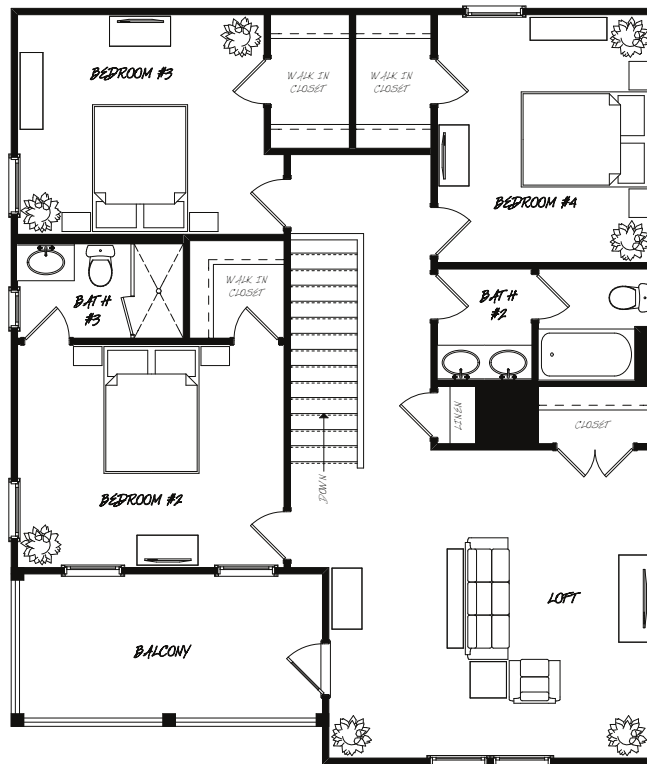 BEDROOM #3
WALK IN
CLOSET
WALK IN
CLOSET
BEDROOM #4
WALK IN
CLOSET
BATH
#3
BATH
#2
LINEN
CLOSET
DOWN
BEDROOM #2
LOFT
BALCONY